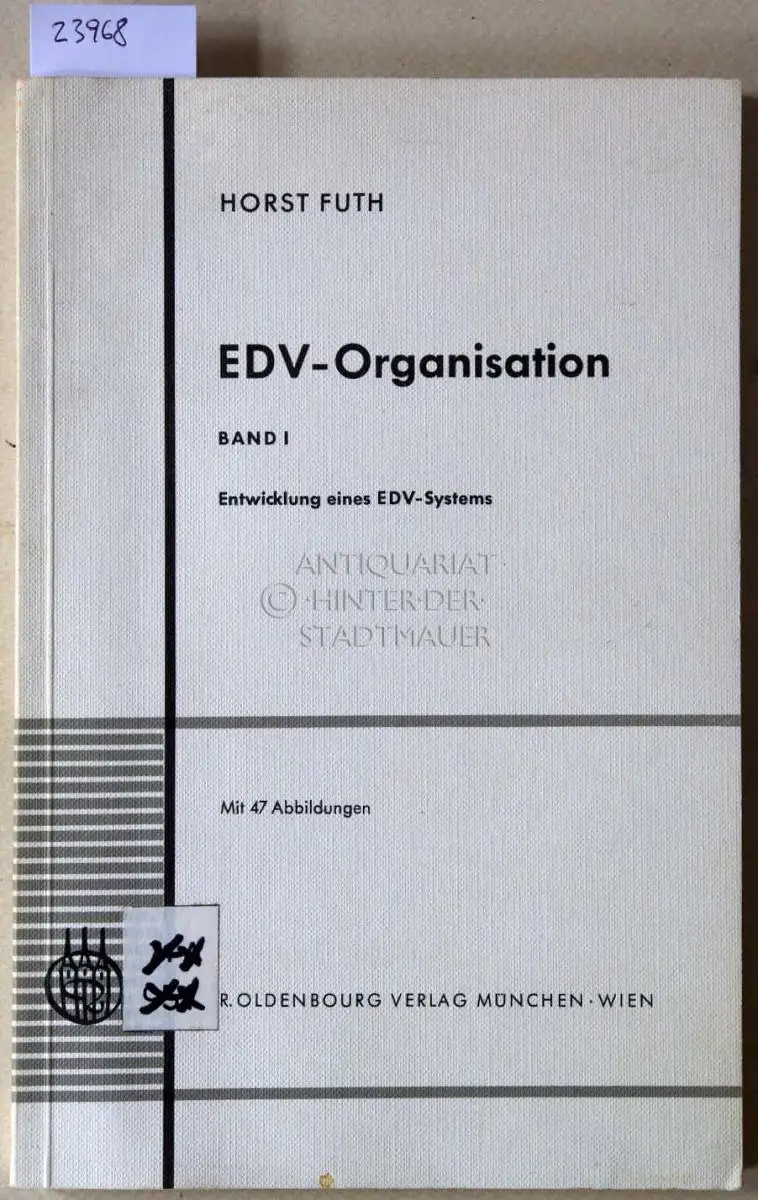 23968
HORST FUTH
EDV-Organisation
BAND I
Entwicklung eines EDV-Systems
ANTIQUARIAT
© ·HINTER·DER·
STADTMAUER
Mit 47 Abbildungen
R. OLDENBOURG VERLAG MÜNCHEN · WIEN